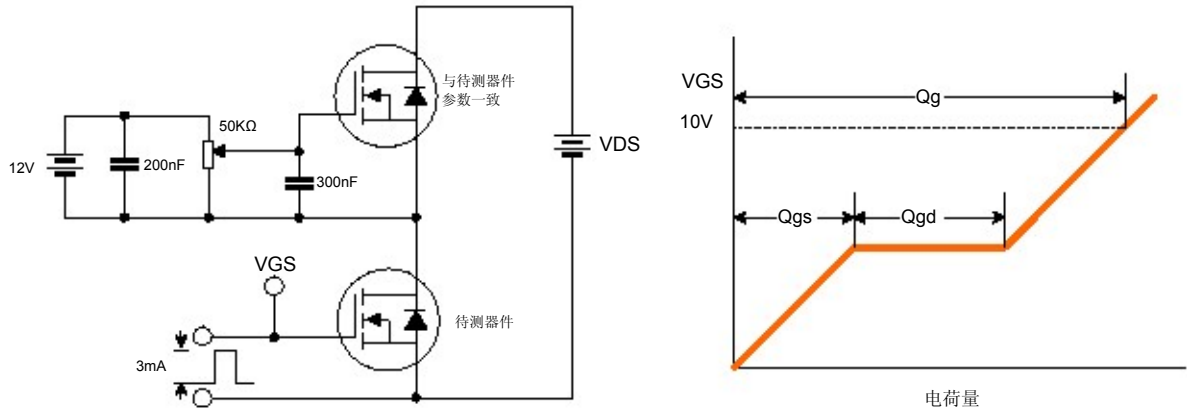 与待测器件
参数一致
50KΩ
12V
200nF
300nF
VDS
VGS
待测器件
3mA
VGS
Qg
10V
Qgs
Qgd
电荷量